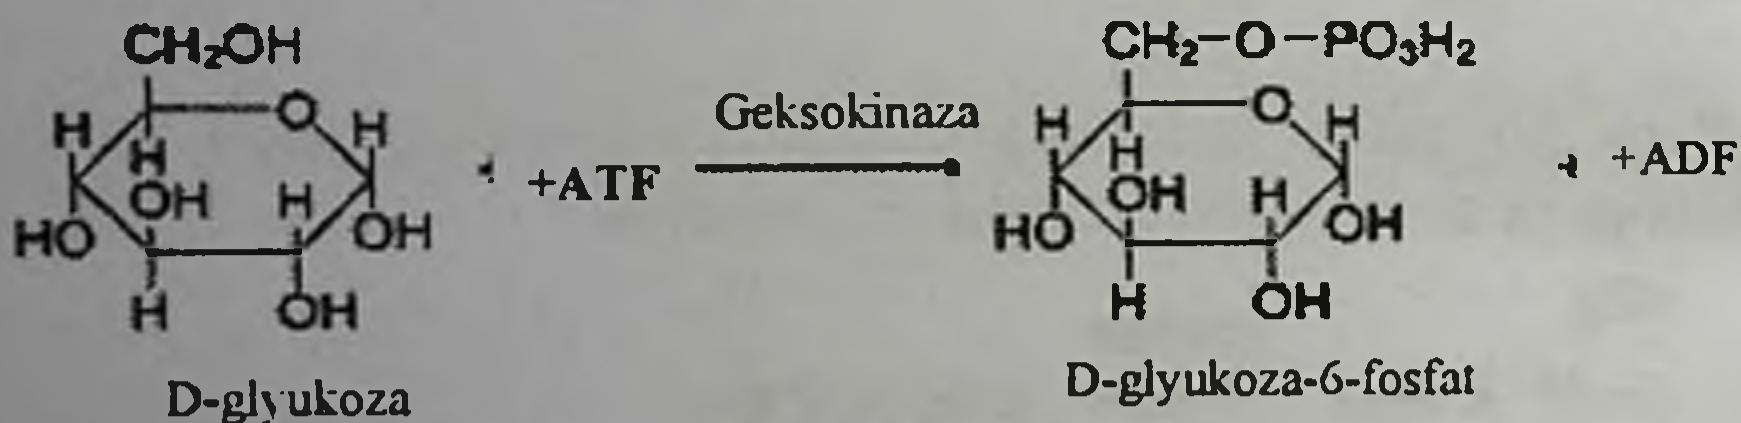 CH₂OH
CH₂-O-PO₃H₂
H O H
Geksokinaza
H O H
H
H
OH H
+ATF
+ADF
OH H
HO OH
HO OH
H OH
H OH
D-glyukoza
D-glyukoza-6-fosfat